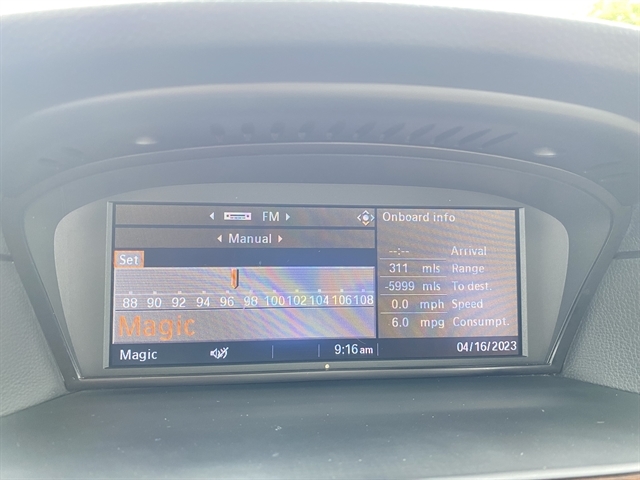 FM
Manual
Set
88 90 92 94 96 98 100 102 104 106 108
Magic
Magic
9:16 am
Onboard info
--:-- Arrival
311 mls Range
-5999 mls To dest.
0.0 mph Speed
6.0 mpg Consumpt.
04/16/2023